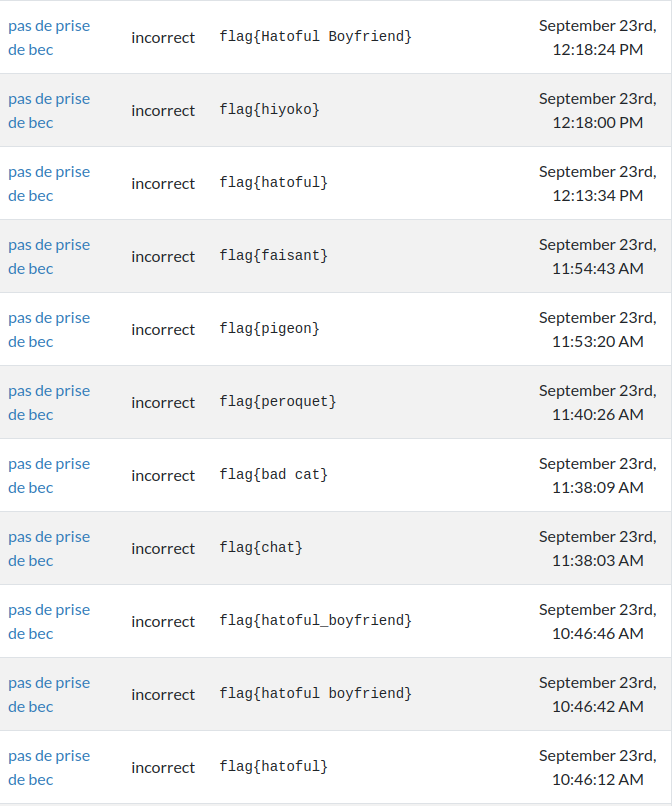 pas de prise
de bec
incorrect
flag{Hatoful Boyfriend}
September 23rd,
12:18:24 PM
pas de prise
de bec
incorrect
flag{hiyoko}
September 23rd,
12:18:00 PM
pas de prise
de bec
incorrect
flag{hatoful}
September 23rd,
12:13:34 PM
pas de prise
de bec
incorrect
flag{faisant}
September 23rd,
11:54:43 AM
pas de prise
de bec
incorrect
flag{pigeon}
September 23rd,
11:53:20 AM
pas de prise
de bec
incorrect
flag{peroquet}
September 23rd,
11:40:26 AM
pas de prise
de bec
incorrect
flag{bad cat}
September 23rd,
11:38:09 AM
pas de prise
de bec
incorrect
flag{chat}
September 23rd,
11:38:03 AM
pas de prise
de bec
incorrect
flag{hatoful_boyfriend}
September 23rd,
10:46:46 AM
pas de prise
de bec
incorrect
flag{hatoful boyfriend}
September 23rd,
10:46:42 AM
pas de prise
de bec
incorrect
flag{hatoful}
September 23rd,
10:46:12 AM